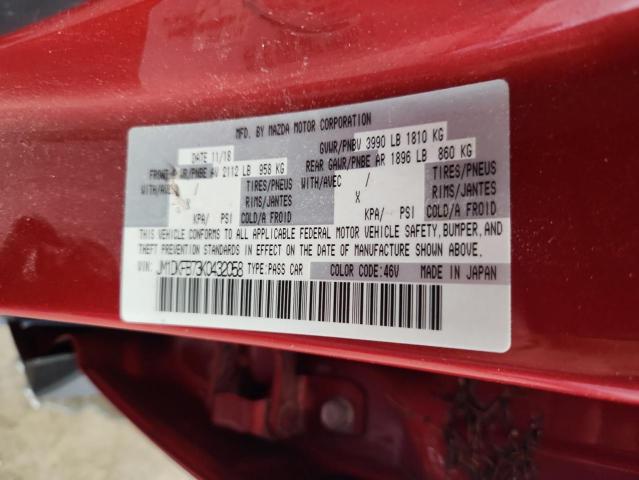 MFD. BY MAZDA MOTOR CORPORATION
DATE 11/18 GVWR/PNBV 3990 LB 1810 KG
FRONT GAWR/PNBE AV 2112 LB 958 KG REAR GAWR/PNBE AR 1896 LB 860 KG
WITH/AVEC / TIRES/PNEUS WITH/AVEC / TIRES/PNEUS
RIMS/JANTES X RIMS/JANTES
KPA/ PSI COLD/A FROID KPA/ PSI COLD/A FROID
THIS VEHICLE CONFORMS TO ALL APPLICABLE FEDERAL MOTOR VEHICLE SAFETY, BUMPER, AND
THEFT PREVENTION STANDARDS IN EFFECT ON THE DATE OF MANUFACTURE SHOWN ABOVE.
VIN: JM1DKFB73K0432058 TYPE:PASS CAR COLOR CODE:46V MADE IN JAPAN